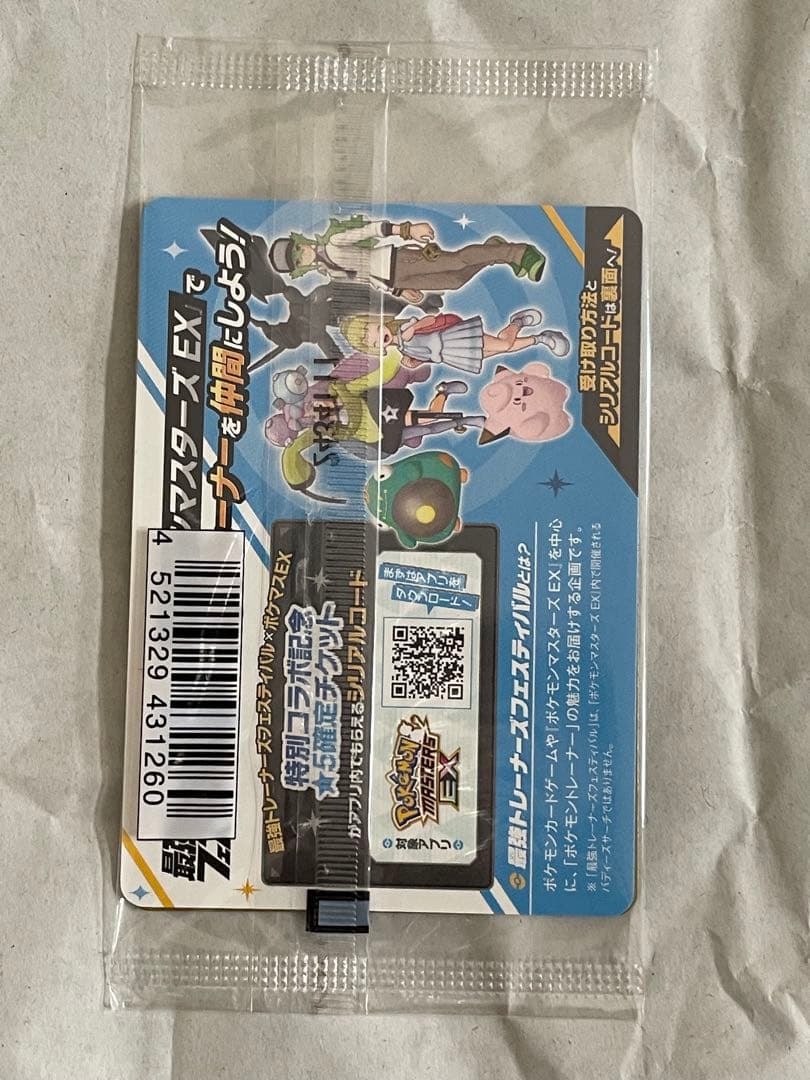 マスターズ EX」で
ーナーを仲間にしよう!
受け取り方法と
シリアルコードは裏面へ!
最強トレーナーズフェスティバル×ポケマスEX
特別コラボ記念
★5確定チケット
がアプリ内でもらえるシリアルコード
まずはアプリを
ダウンロード!
POKÉMON
MASTERS
EX
対象アプリ
最強トレーナーズフェスティバルとは?
ポケモンカードゲームや『ポケモンマスターズ EX』を中心
に、「ポケモントレーナー」の魅力をお届けする企画です。
※「最強トレーナーズフェスティバル」は、『ポケモンマスターズ EX』内で開催される
バディーズサーチではありません。
4 521329 431260
最強
フェ